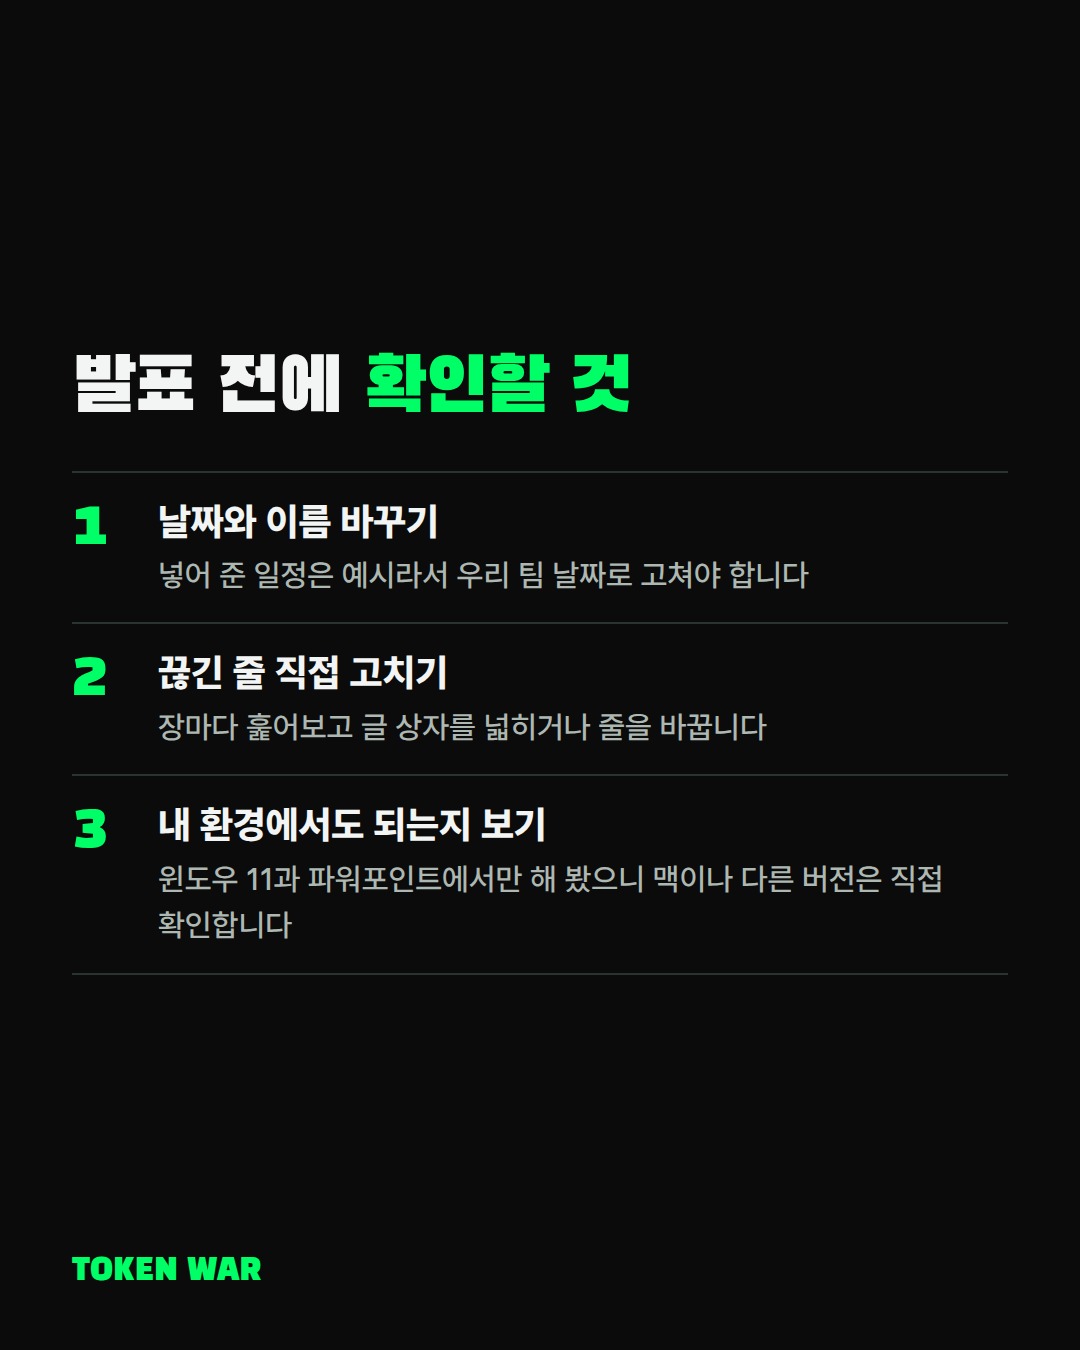 발표 전에 확인할 것
1 날짜와 이름 바꾸기
넣어 준 일정은 예시라서 우리 팀 날짜로 고쳐야 합니다
2 끊긴 줄 직접 고치기
장마다 훑어보고 글 상자를 넓히거나 줄을 바꿉니다
3 내 환경에서도 되는지 보기
윈도우 11과 파워포인트에서만 해 봤으니 맥이나 다른 버전은 직접
확인합니다
TOKEN WAR